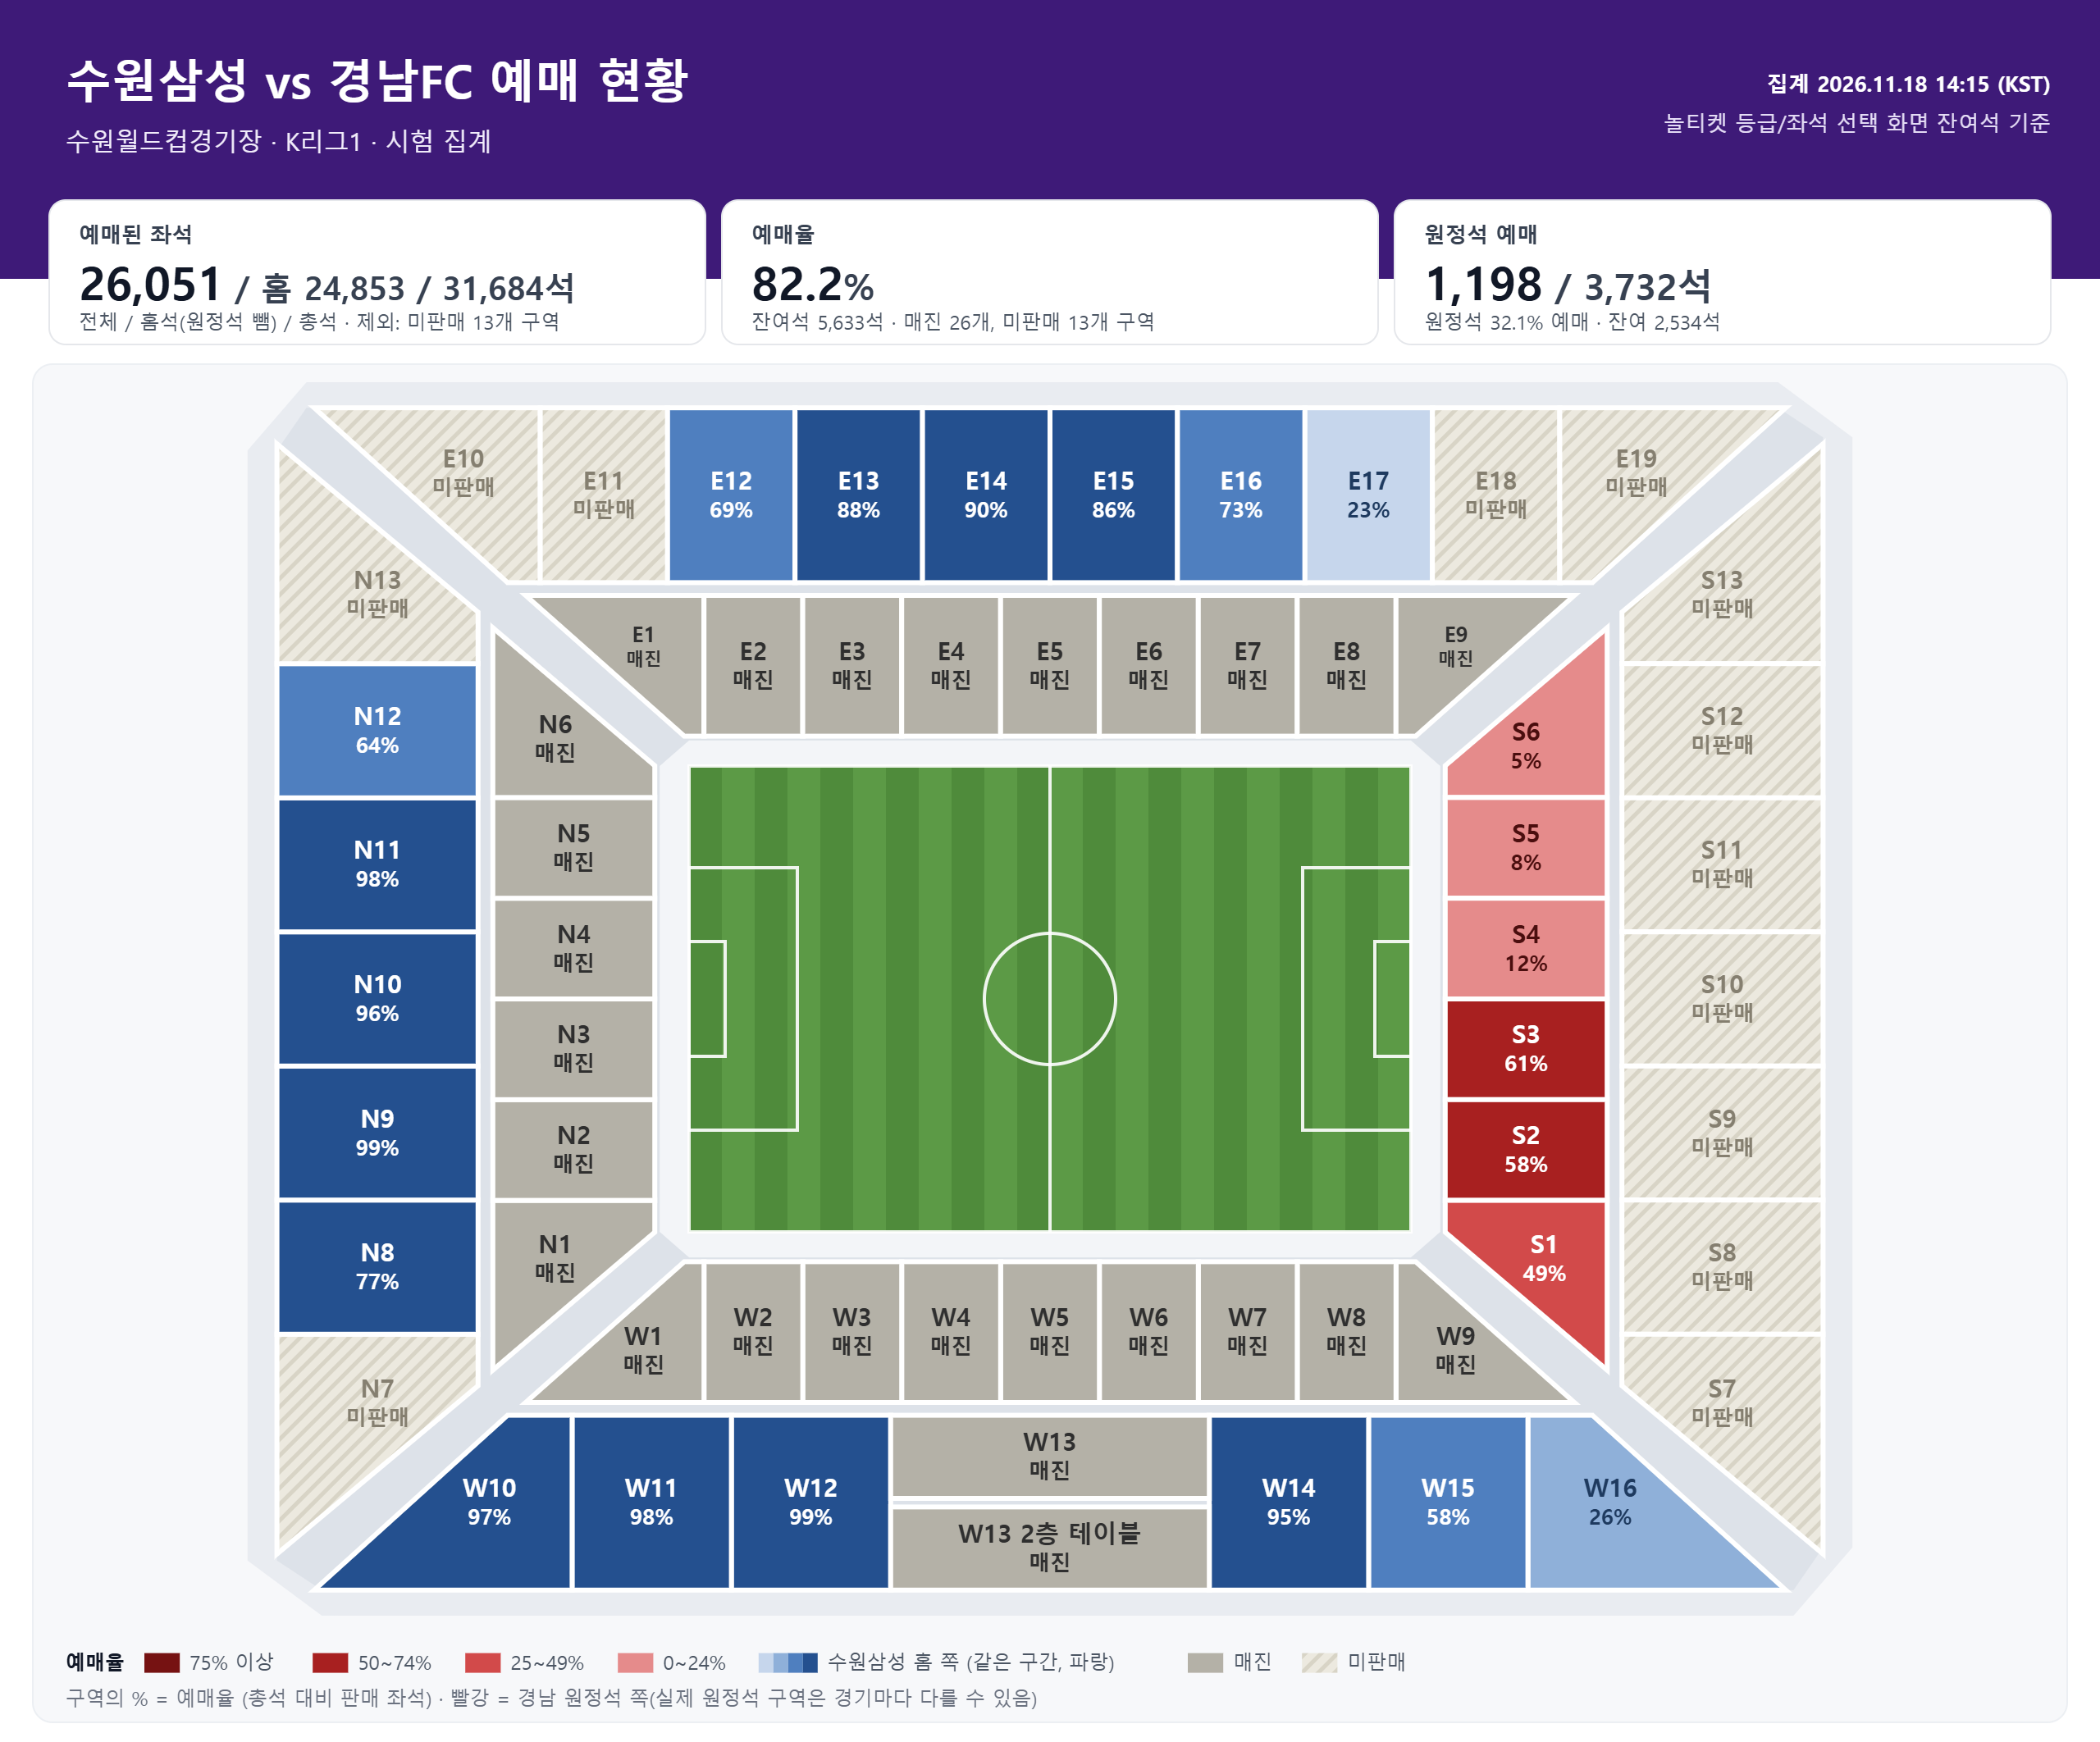 수원삼성 vs 경남FC 예매 현황
수원월드컵경기장 · K리그1 · 시험 집계
집계 2026.11.18 14:15 (KST)
놀티켓 등급/좌석 선택 화면 잔여석 기준
예매된 좌석
26,051 / 홈 24,853 / 31,684석
전체 / 홈석(원정석 뺌) / 총석 · 제외: 미판매 13개 구역
예매율
82.2%
잔여석 5,633석 · 매진 26개, 미판매 13개 구역
원정석 예매
1,198 / 3,732석
원정석 32.1% 예매 · 잔여 2,534석
E10
미판매
E11
미판매
E12
69%
E13
88%
E14
90%
E15
86%
E16
73%
E17
23%
E18
미판매
E19
미판매
N13
미판매
N12
64%
N11
98%
N10
96%
N9
99%
N8
77%
N7
미판매
E1
매진
E2
매진
E3
매진
E4
매진
E5
매진
E6
매진
E7
매진
E8
매진
E9
매진
N6
매진
N5
매진
N4
매진
N3
매진
N2
매진
N1
매진
S6
5%
S5
8%
S4
12%
S3
61%
S2
58%
S1
49%
S13
미판매
S12
미판매
S11
미판매
S10
미판매
S9
미판매
S8
미판매
S7
미판매
W1
매진
W2
매진
W3
매진
W4
매진
W5
매진
W6
매진
W7
매진
W8
매진
W9
매진
W10
97%
W11
98%
W12
99%
W13
매진
W13 2층 테이블
매진
W14
95%
W15
58%
W16
26%
예매율 75% 이상 50~74% 25~49% 0~24% 수원삼성 홈 쪽 (같은 구간, 파랑) 매진 미판매
구역의 % = 예매율 (총석 대비 판매 좌석) · 빨강 = 경남 원정석 쪽(실제 원정석 구역은 경기마다 다를 수 있음)